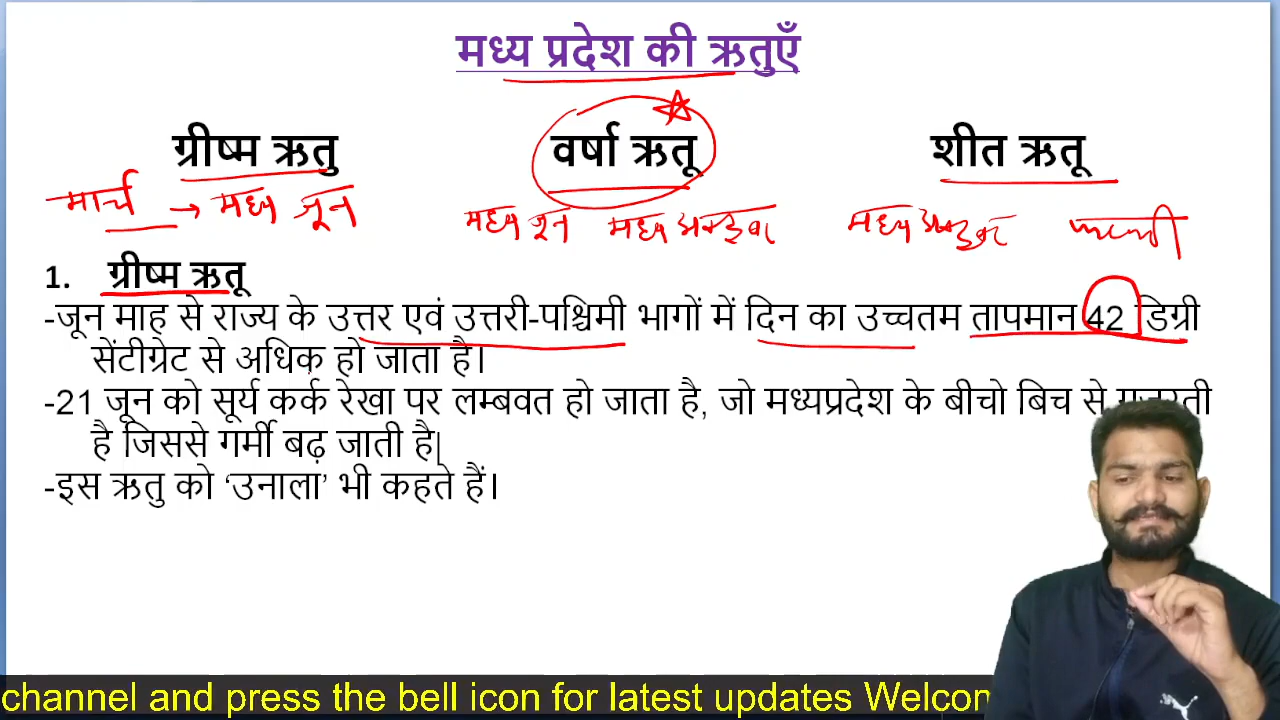 मध्य प्रदेश की ऋतुएँ
ग्रीष्म ऋतु वर्षा ऋतू शीत ऋतू
मार्च → मध्य जून मध्य जून मध्य अक्टूबर मध्य अक्टूबर फरवरी
1. ग्रीष्म ऋतू
-जून माह से राज्य के उत्तर एवं उत्तरी-पश्चिमी भागों में दिन का उच्चतम तापमान 42 डिग्री
सेंटीग्रेट से अधिक हो जाता है।
-21 जून को सूर्य कर्क रेखा पर लम्बवत हो जाता है, जो मध्यप्रदेश के बीचो बिच से गुजरती
है जिससे गर्मी बढ़ जाती है|
-इस ऋतु को ‘उनाला’ भी कहते हैं।
channel and press the bell icon for latest updates Welcon